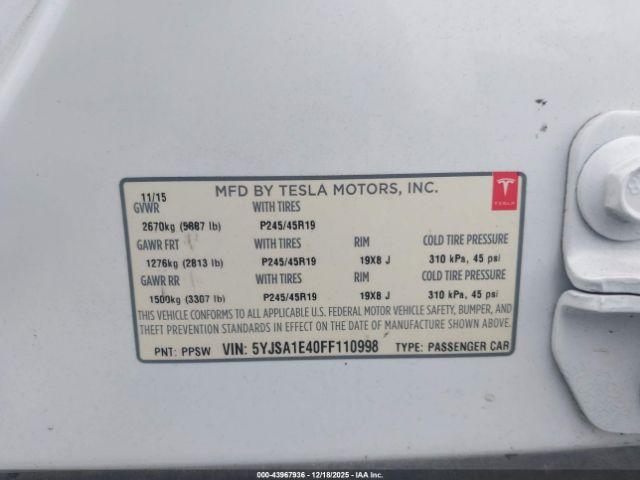 11/15 MFD BY TESLA MOTORS, INC.
TESLA
GVWR WITH TIRES
2670kg (5887 lb) P245/45R19
GAWR FRT WITH TIRES RIM COLD TIRE PRESSURE
1276kg (2813 lb) P245/45R19 19X8 J 310 kPa, 45 psi
GAWR RR WITH TIRES RIM COLD TIRE PRESSURE
1500kg (3307 lb) P245/45R19 19X8 J 310 kPa, 45 psi
THIS VEHICLE CONFORMS TO ALL APPLICABLE U.S. FEDERAL MOTOR VEHICLE SAFETY, BUMPER, AND
THEFT PREVENTION STANDARDS IN EFFECT ON THE DATE OF MANUFACTURE SHOWN ABOVE.
PNT: PPSW VIN: 5YJSA1E40FF110998 TYPE: PASSENGER CAR
000-43967936 - 12/18/2025 - IAAI Inc.